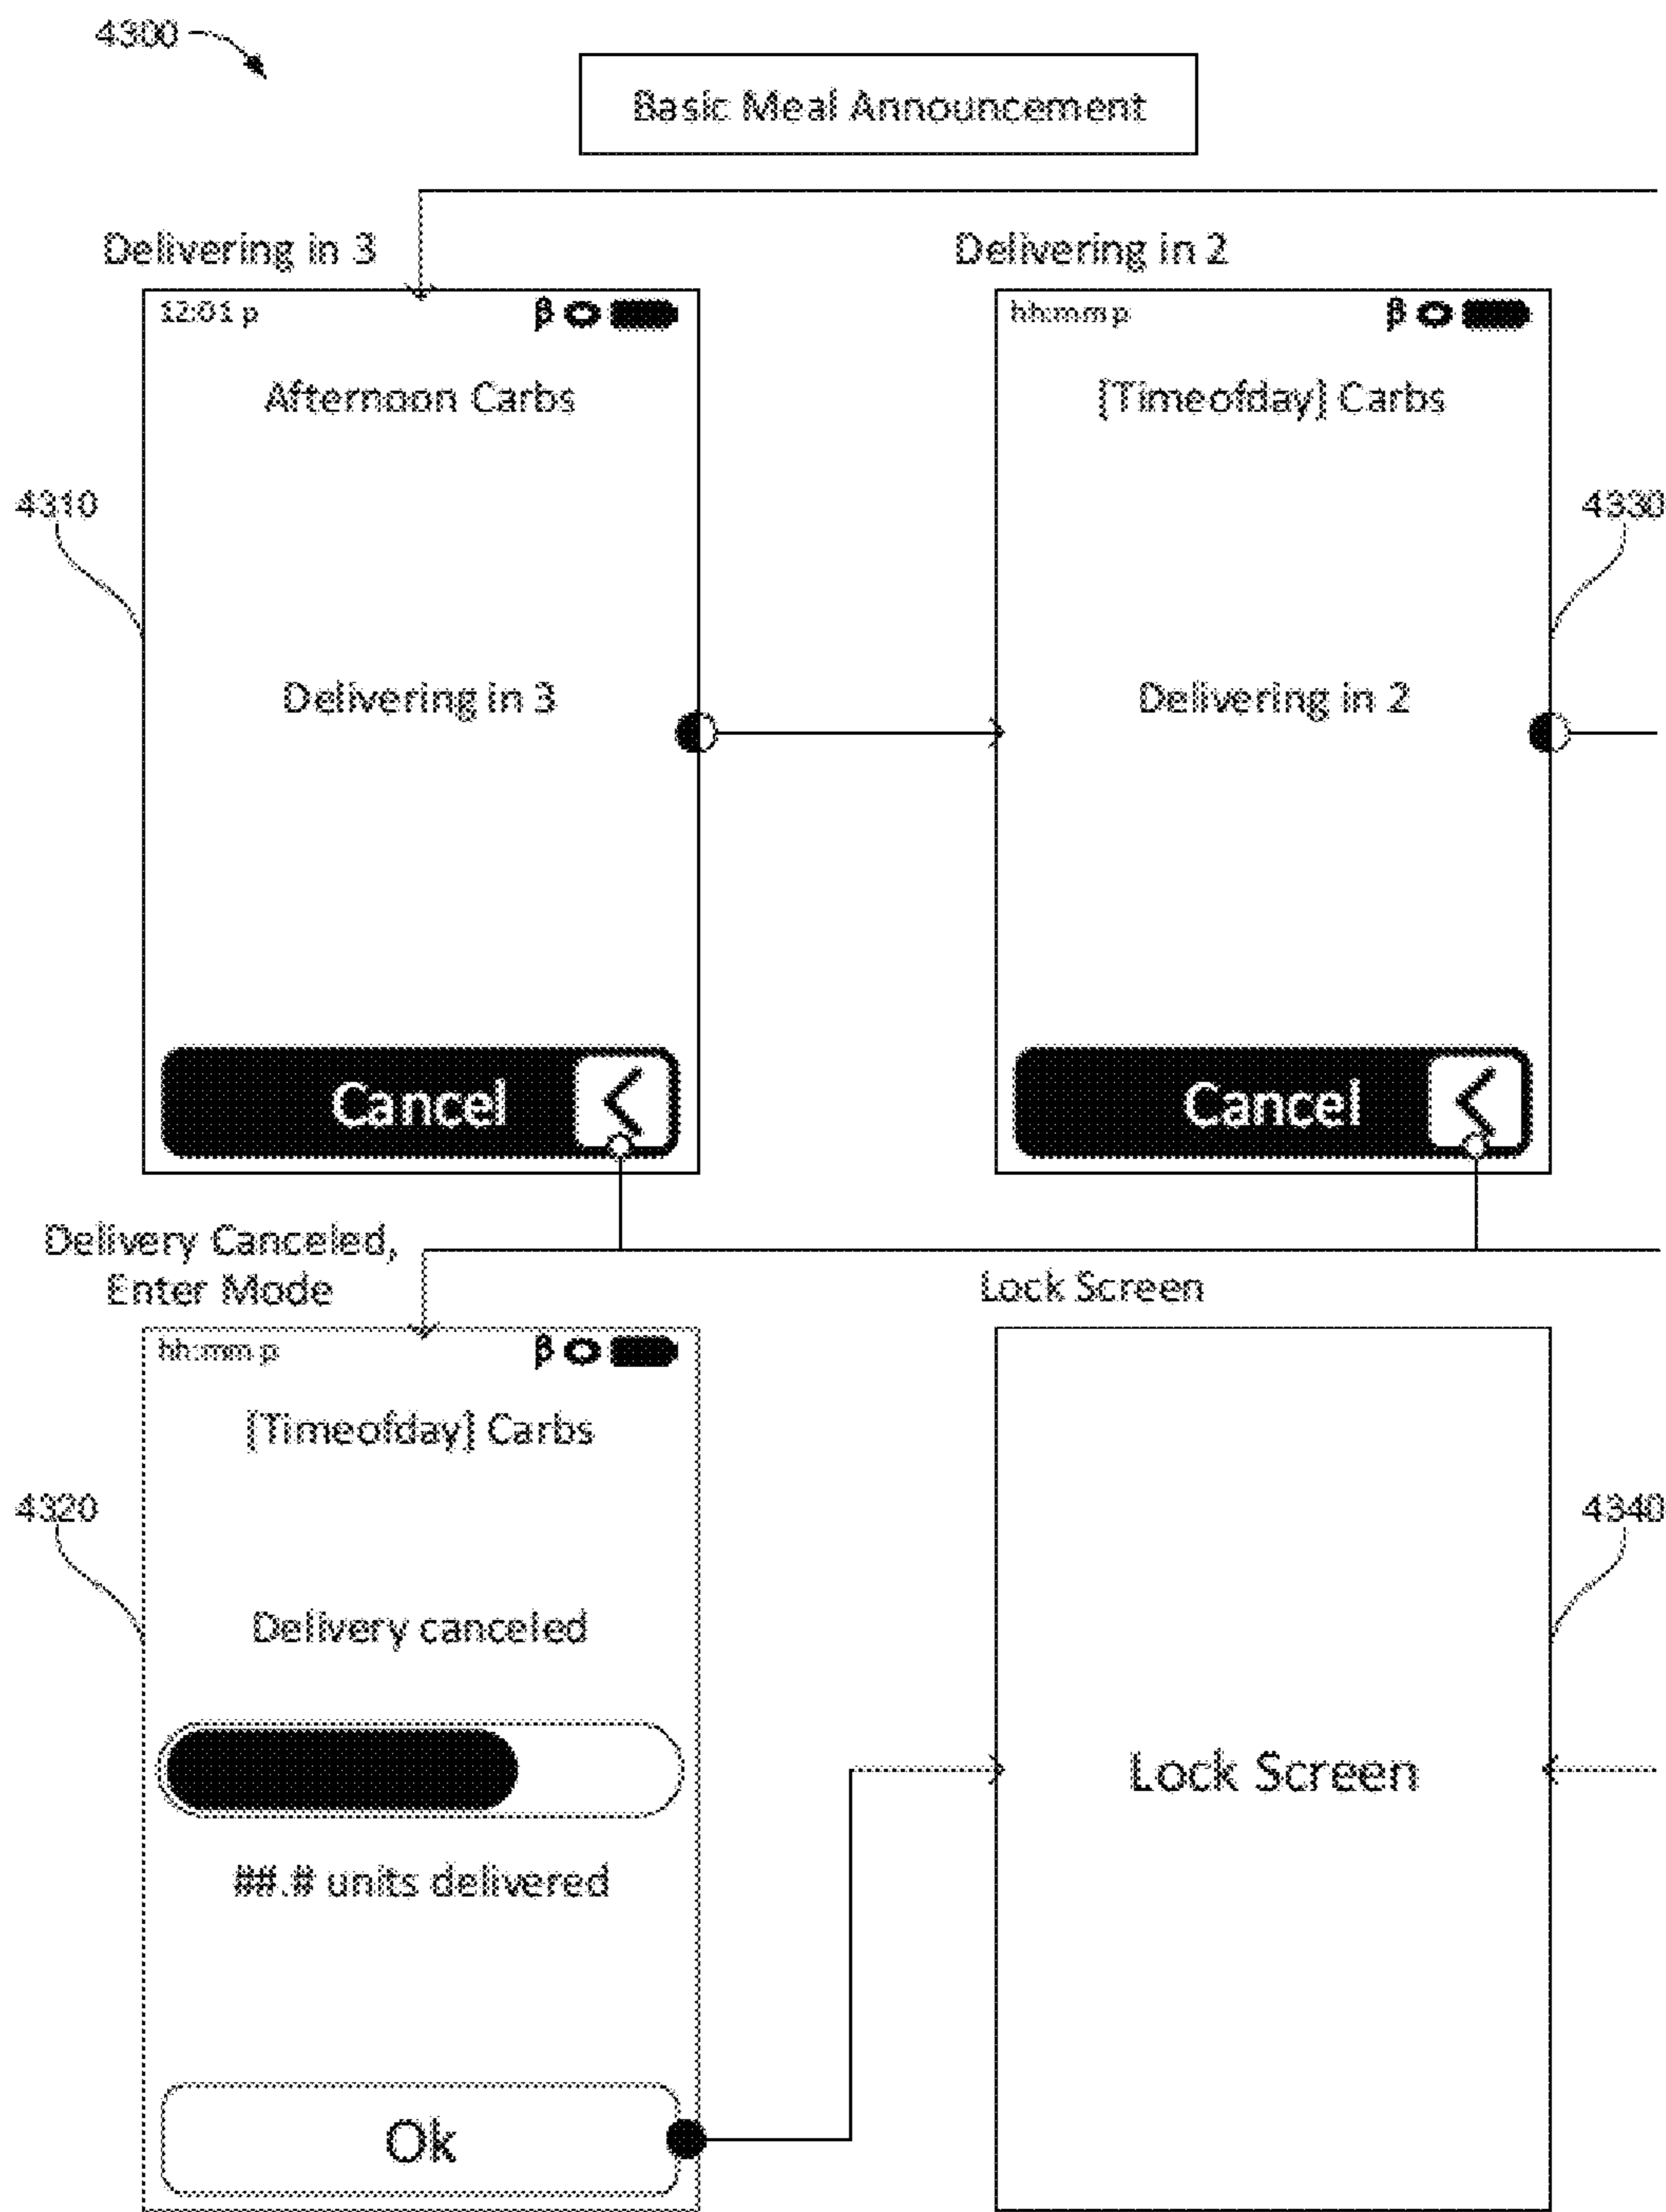 4300
Basic Meal Announcement
Delivering in 3
Delivering in 2
12:01 p
β
hh:mm p
β
Afternoon Carbs
[Timeofday] Carbs
4310
4330
Delivering in 3
Delivering in 2
Cancel
Cancel
Delivery Canceled,
Enter Mode
Lock Screen
hh:mm p
β
[Timeofday] Carbs
4320
4340
Delivery canceled
Lock Screen
##.# units delivered
Ok